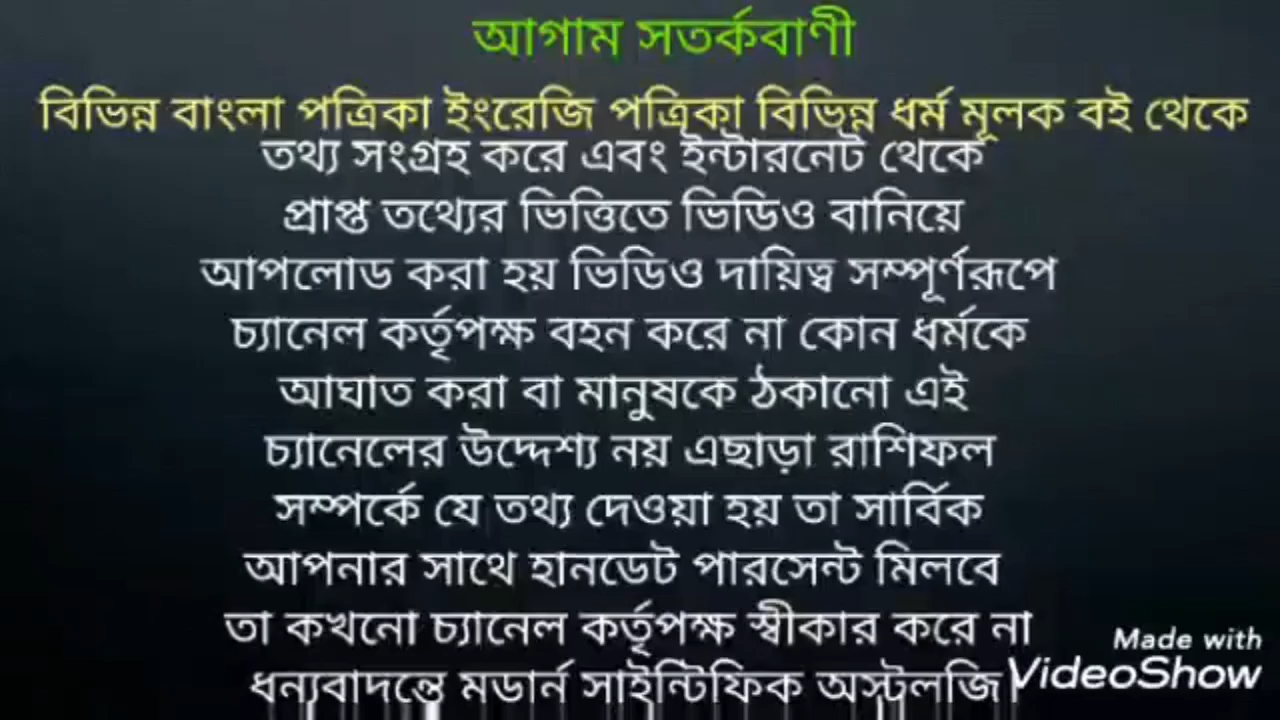 আগাম সতর্কবাণী
বিভিন্ন বাংলা পত্রিকা ইংরেজি পত্রিকা বিভিন্ন ধর্ম মূলক বই থেকে
তথ্য সংগ্রহ করে এবং ইন্টারনেট থেকে
প্রাপ্ত তথ্যের ভিত্তিতে ভিডিও বানিয়ে
আপলোড করা হয় ভিডিও দায়িত্ব সম্পূর্ণরূপে
চ্যানেল কর্তৃপক্ষ বহন করে না কোন ধর্মকে
আঘাত করা বা মানুষকে ঠকানো এই
চ্যানেলের উদ্দেশ্য নয় এছাড়া রাশিফল
সম্পর্কে যে তথ্য দেওয়া হয় তা সার্বিক
আপনার সাথে হানডেট পারসেন্ট মিলবে
তা কখনো চ্যানেল কর্তৃপক্ষ স্বীকার করে না
ধন্যবাদন্তে মডার্ন সাইন্টিফিক অস্ট্রলজি।
Made with
VideoShow